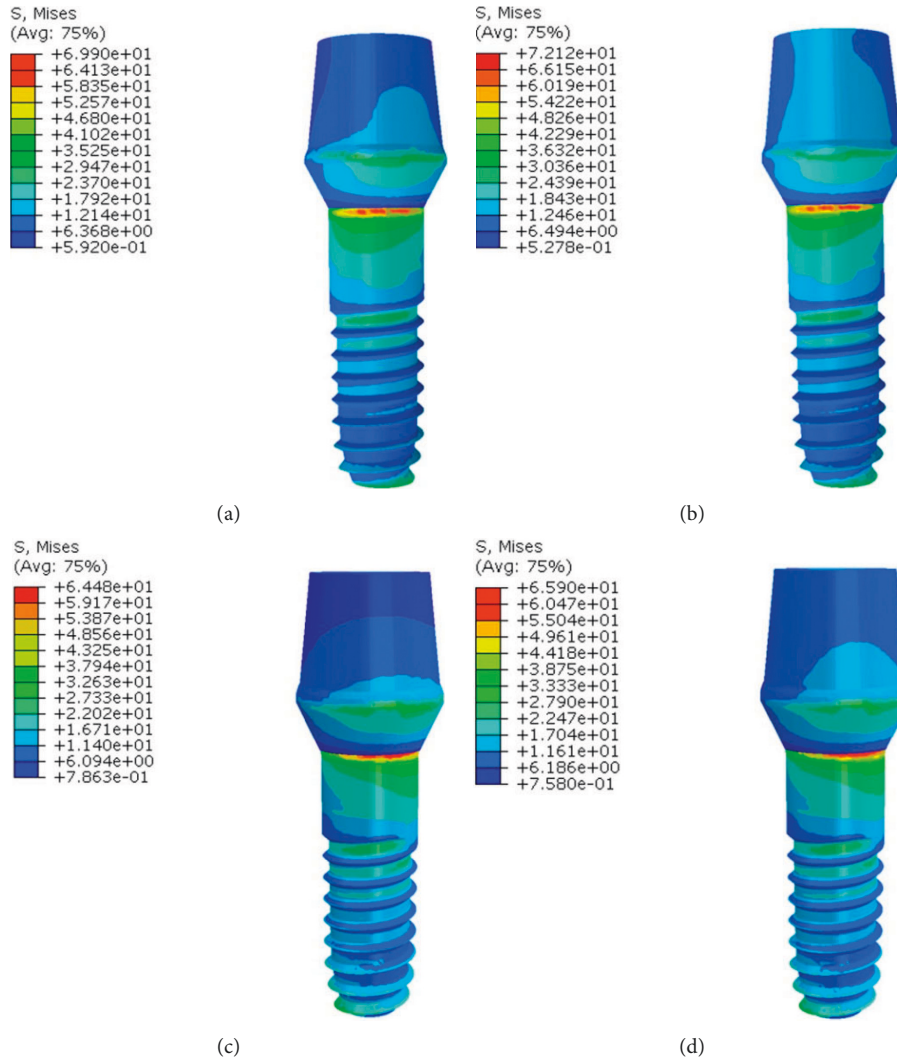 S, Mises
(Avg: 75%)
+6.990e+01
+6.413e+01
+5.835e+01
+5.257e+01
+4.680e+01
+4.102e+01
+3.525e+01
+2.947e+01
+2.370e+01
+1.792e+01
+1.214e+01
+6.368e+00
+5.920e-01
(a)
S, Mises
(Avg: 75%)
+7.212e+01
+6.615e+01
+6.019e+01
+5.422e+01
+4.826e+01
+4.229e+01
+3.632e+01
+3.036e+01
+2.439e+01
+1.843e+01
+1.246e+01
+6.494e+00
+5.278e-01
(b)
S, Mises
(Avg: 75%)
+6.448e+01
+5.917e+01
+5.387e+01
+4.856e+01
+4.325e+01
+3.794e+01
+3.263e+01
+2.733e+01
+2.202e+01
+1.671e+01
+1.140e+01
+6.094e+00
+7.863e-01
(c)
S, Mises
(Avg: 75%)
+6.590e+01
+6.047e+01
+5.504e+01
+4.961e+01
+4.418e+01
+3.875e+01
+3.333e+01
+2.790e+01
+2.247e+01
+1.704e+01
+1.161e+01
+6.186e+00
+7.580e-01
(d)